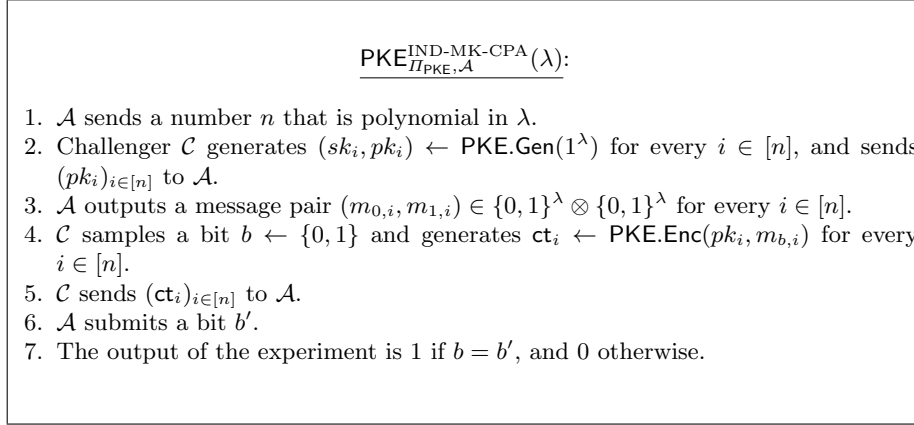 PKE^{IND-MK-CPA}_{Π_{PKE},𝒜}(λ):
1. 𝒜 sends a number n that is polynomial in λ.
2. Challenger 𝒞 generates (sk_i, pk_i) ← PKE.Gen(1^λ) for every i ∈ [n], and sends
(pk_i)_{i∈[n]} to 𝒜.
3. 𝒜 outputs a message pair (m_{0,i}, m_{1,i}) ∈ {0, 1}^λ ⊗ {0, 1}^λ for every i ∈ [n].
4. 𝒞 samples a bit b ← {0, 1} and generates ct_i ← PKE.Enc(pk_i, m_{b,i}) for every
i ∈ [n].
5. 𝒞 sends (ct_i)_{i∈[n]} to 𝒜.
6. 𝒜 submits a bit b′.
7. The output of the experiment is 1 if b = b′, and 0 otherwise.